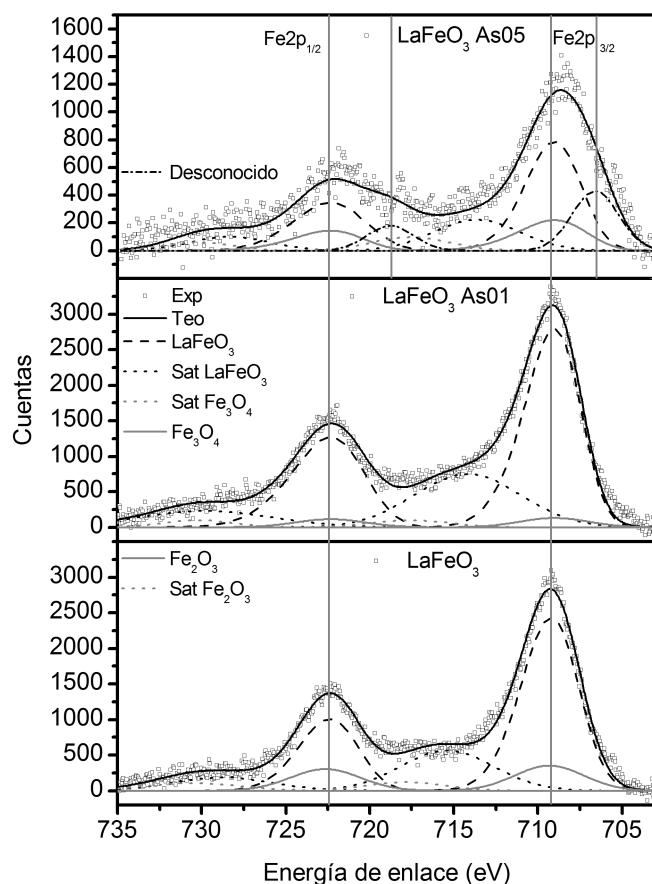 Fe2p1/2 LaFeO3 As05 Fe2p 3/2
1600
1400
1200
1000
800
600
400
200
0
Desconocido
LaFeO3 As01
Exp
Teo
LaFeO3
Sat LaFeO3
Sat Fe3O4
Fe3O4
3000
2500
2000
1500
1000
500
0
Cuentas
LaFeO3
Fe2O3
Sat Fe2O3
3000
2500
2000
1500
1000
500
0
735 730 725 720 715 710 705
Energía de enlace (eV)